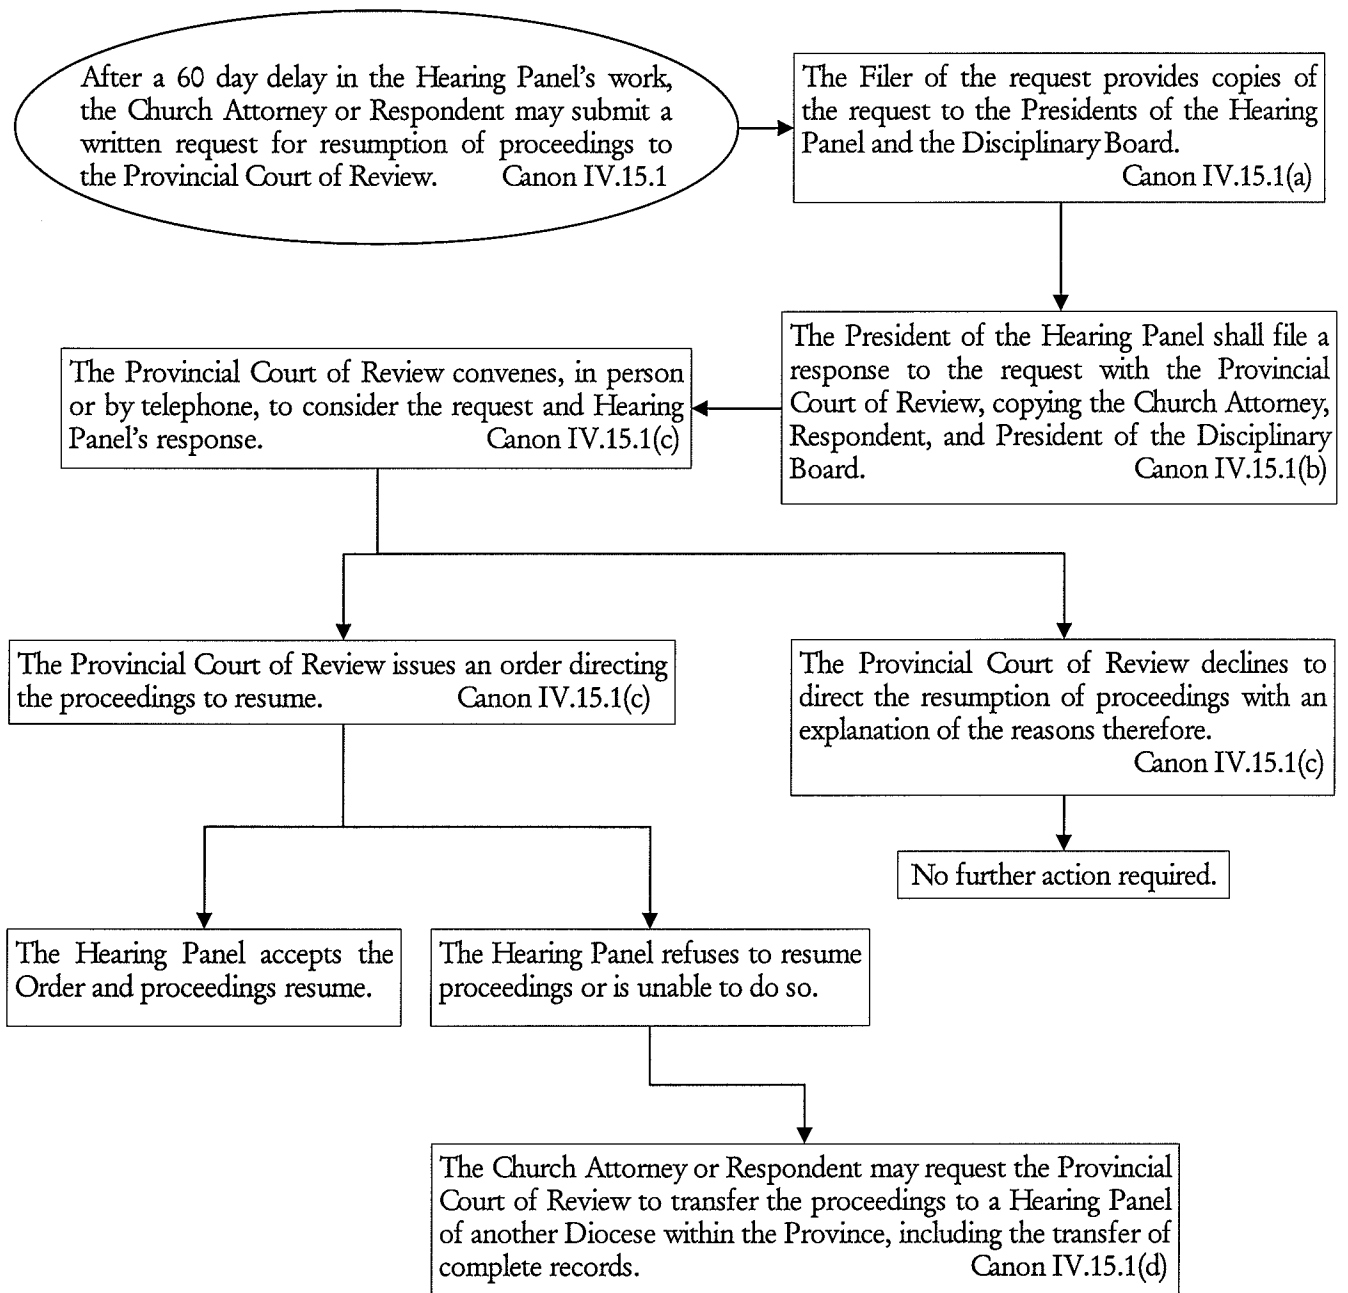 After a 60 day delay in the Hearing Panel's work,
the Church Attorney or Respondent may submit a
written request for resumption of proceedings to
the Provincial Court of Review. Canon IV.15.1
The Filer of the request provides copies of
the request to the Presidents of the Hearing
Panel and the Disciplinary Board.
Canon IV.15.1(a)
The President of the Hearing Panel shall file a
response to the request with the Provincial
Court of Review, copying the Church Attorney,
Respondent, and President of the Disciplinary
Board. Canon IV.15.1(b)
The Provincial Court of Review convenes, in person
or by telephone, to consider the request and Hearing
Panel's response. Canon IV.15.1(c)
The Provincial Court of Review issues an order directing
the proceedings to resume. Canon IV.15.1(c)
The Provincial Court of Review declines to
direct the resumption of proceedings with an
explanation of the reasons therefore.
Canon IV.15.1(c)
No further action required.
The Hearing Panel accepts the
Order and proceedings resume.
The Hearing Panel refuses to resume
proceedings or is unable to do so.
The Church Attorney or Respondent may request the Provincial
Court of Review to transfer the proceedings to a Hearing Panel
of another Diocese within the Province, including the transfer of
complete records. Canon IV.15.1(d)